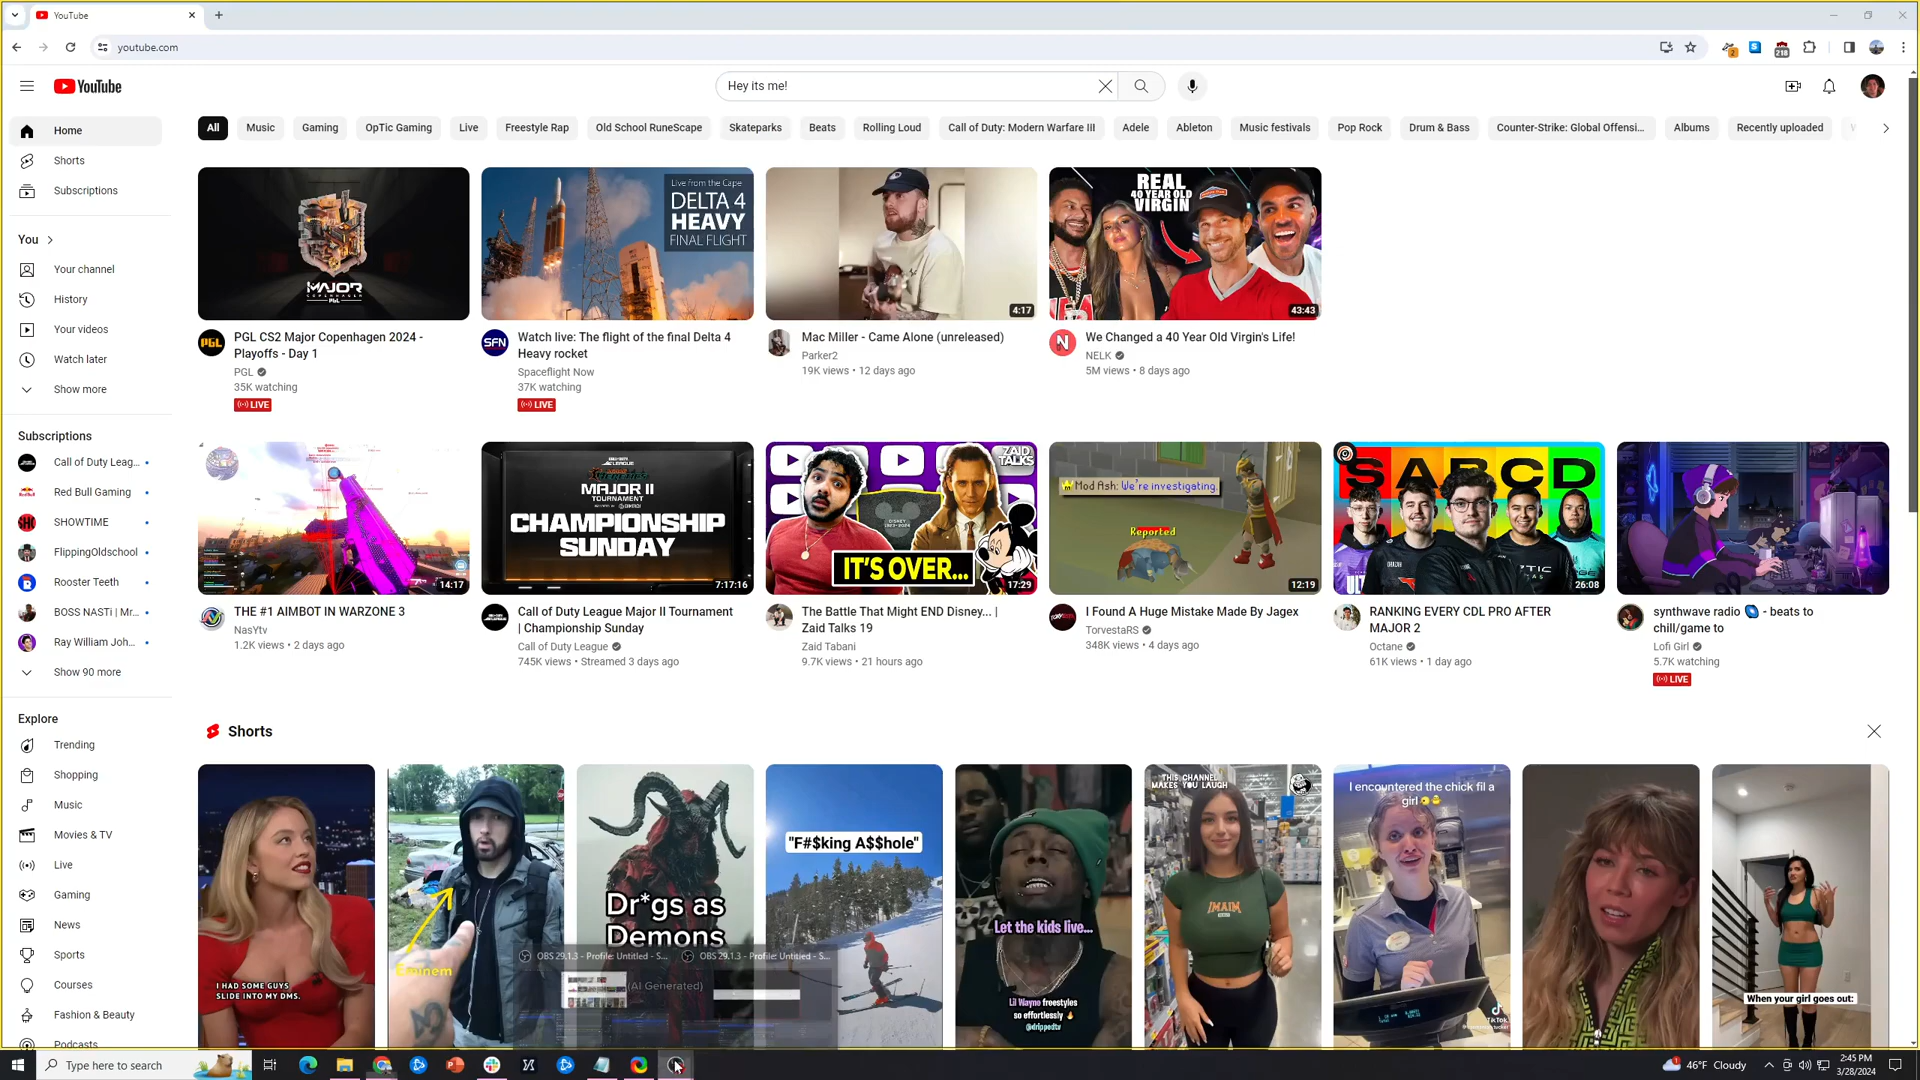 YouTube
youtube.com
2
218
YouTube
Hey its me!
Home
Shorts
Subscriptions
You
Your channel
History
Your videos
Watch later
Show more
Subscriptions
Call of Duty Leag...
Red Bull Gaming
SHOWTIME
FlippingOldschool
Rooster Teeth
BOSS NASTi | Mr...
Ray William Joh...
Show 90 more
Explore
Trending
Shopping
Music
Movies & TV
Live
Gaming
News
Sports
Courses
Fashion & Beauty
Podcasts
All
Music
Gaming
OpTic Gaming
Live
Freestyle Rap
Old School RuneScape
Skateparks
Beats
Rolling Loud
Call of Duty: Modern Warfare III
Adele
Ableton
Music festivals
Pop Rock
Drum & Bass
Counter-Strike: Global Offensi...
Albums
Recently uploaded
MAJOR
COPENHAGEN PGL
PGL
PGL CS2 Major Copenhagen 2024 -
Playoffs - Day 1
PGL
35K watching
LIVE
Live from the Cape
DELTA 4
HEAVY
FINAL FLIGHT
SFN
Watch live: The flight of the final Delta 4
Heavy rocket
Spaceflight Now
37K watching
LIVE
4:17
Mac Miller - Came Alone (unreleased)
Parker2
19K views • 12 days ago
REAL
40 YEAR OLD
VIRGIN
43:43
N
We Changed a 40 Year Old Virgin's Life!
NELK
5M views • 8 days ago
14:17
THE #1 AIMBOT IN WARZONE 3
NasYtv
1.2K views • 2 days ago
MAJOR II
TOURNAMENT
CHAMPIONSHIP
SUNDAY
7:17:16
Call of Duty League Major II Tournament
| Championship Sunday
Call of Duty League
745K views • Streamed 3 days ago
ZAID
TALKS
IT'S OVER...
17:29
The Battle That Might END Disney... |
Zaid Talks 19
Zaid Tabani
9.7K views • 21 hours ago
Mod Ash: We're investigating.
Reported
12:19
I Found A Huge Mistake Made By Jagex
TorvestaRS
348K views • 4 days ago
S A B C D
26:08
RANKING EVERY CDL PRO AFTER
MAJOR 2
Octane
61K views • 1 day ago
synthwave radio 🌌 - beats to
chill/game to
Lofi Girl
5.7K watching
LIVE
Shorts
I HAD SOME GUYS
SLIDE INTO MY DMS.
Eminem
Dr*gs as
Demons
(AI Generated)
OBS 29.1.3 - Profile: Untitled - S...
OBS 29.1.3 - Profile: Untitled - S...
"F#$king A$$hole"
Let the kids live...
Lil Wayne freestyles
so effortlessly 🔥
@drippedtv
THIS CHANNEL
MAKES YOU LAUGH
I encountered the chick fil a
girl
TikTok
When your girl goes out:
Type here to search
46°F Cloudy
2:45 PM
3/28/2024